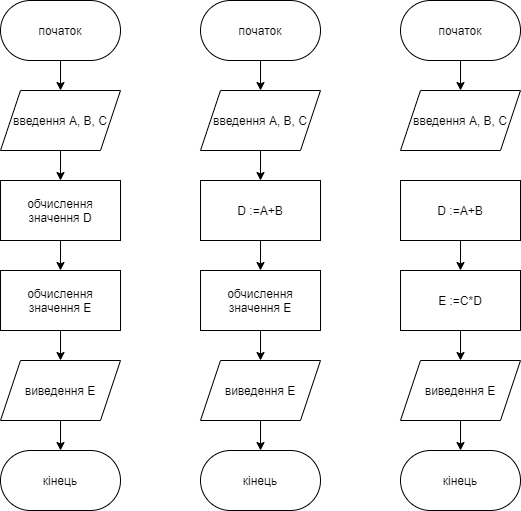 початок
введення A, B, C
обчислення
значення D
обчислення
значення E
виведення E
кінець
початок
введення A, B, C
D :=A+B
обчислення
значення E
виведення E
кінець
початок
введення A, B, C
D :=A+B
E :=C*D
виведення E
кінець